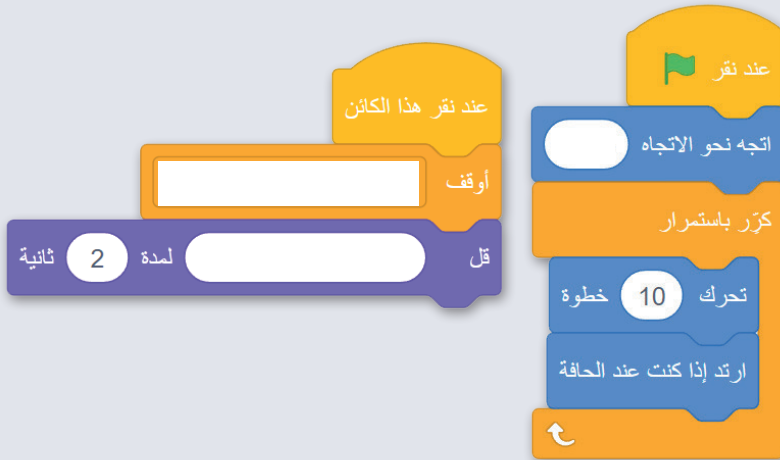 عند نقر
اتجه نحو الاتجاه
كرّر باستمرار
تحرك 10 خطوة
ارتد إذا كنت عند الحافة
عند نقر هذا الكائن
أوقف
قل لمدة 2 ثانية